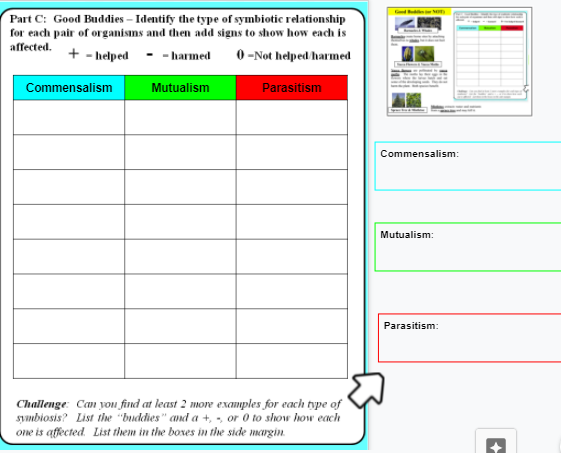 Part C: Good Buddies – Identify the type of symbiotic relationship
for each pair of organisms and then add signs to show how each is
affected. + = helped - = harmed 0 =Not helped/harmed
Commensalism Mutualism Parasitism
Challenge: Can you find at least 2 more examples for each type of
symbiosis? List the "buddies" and a +, -, or 0 to show how each
one is affected. List them in the boxes in the side margin.
Good Buddies (or NOT)
Commensalism:
Mutualism:
Parasitism: